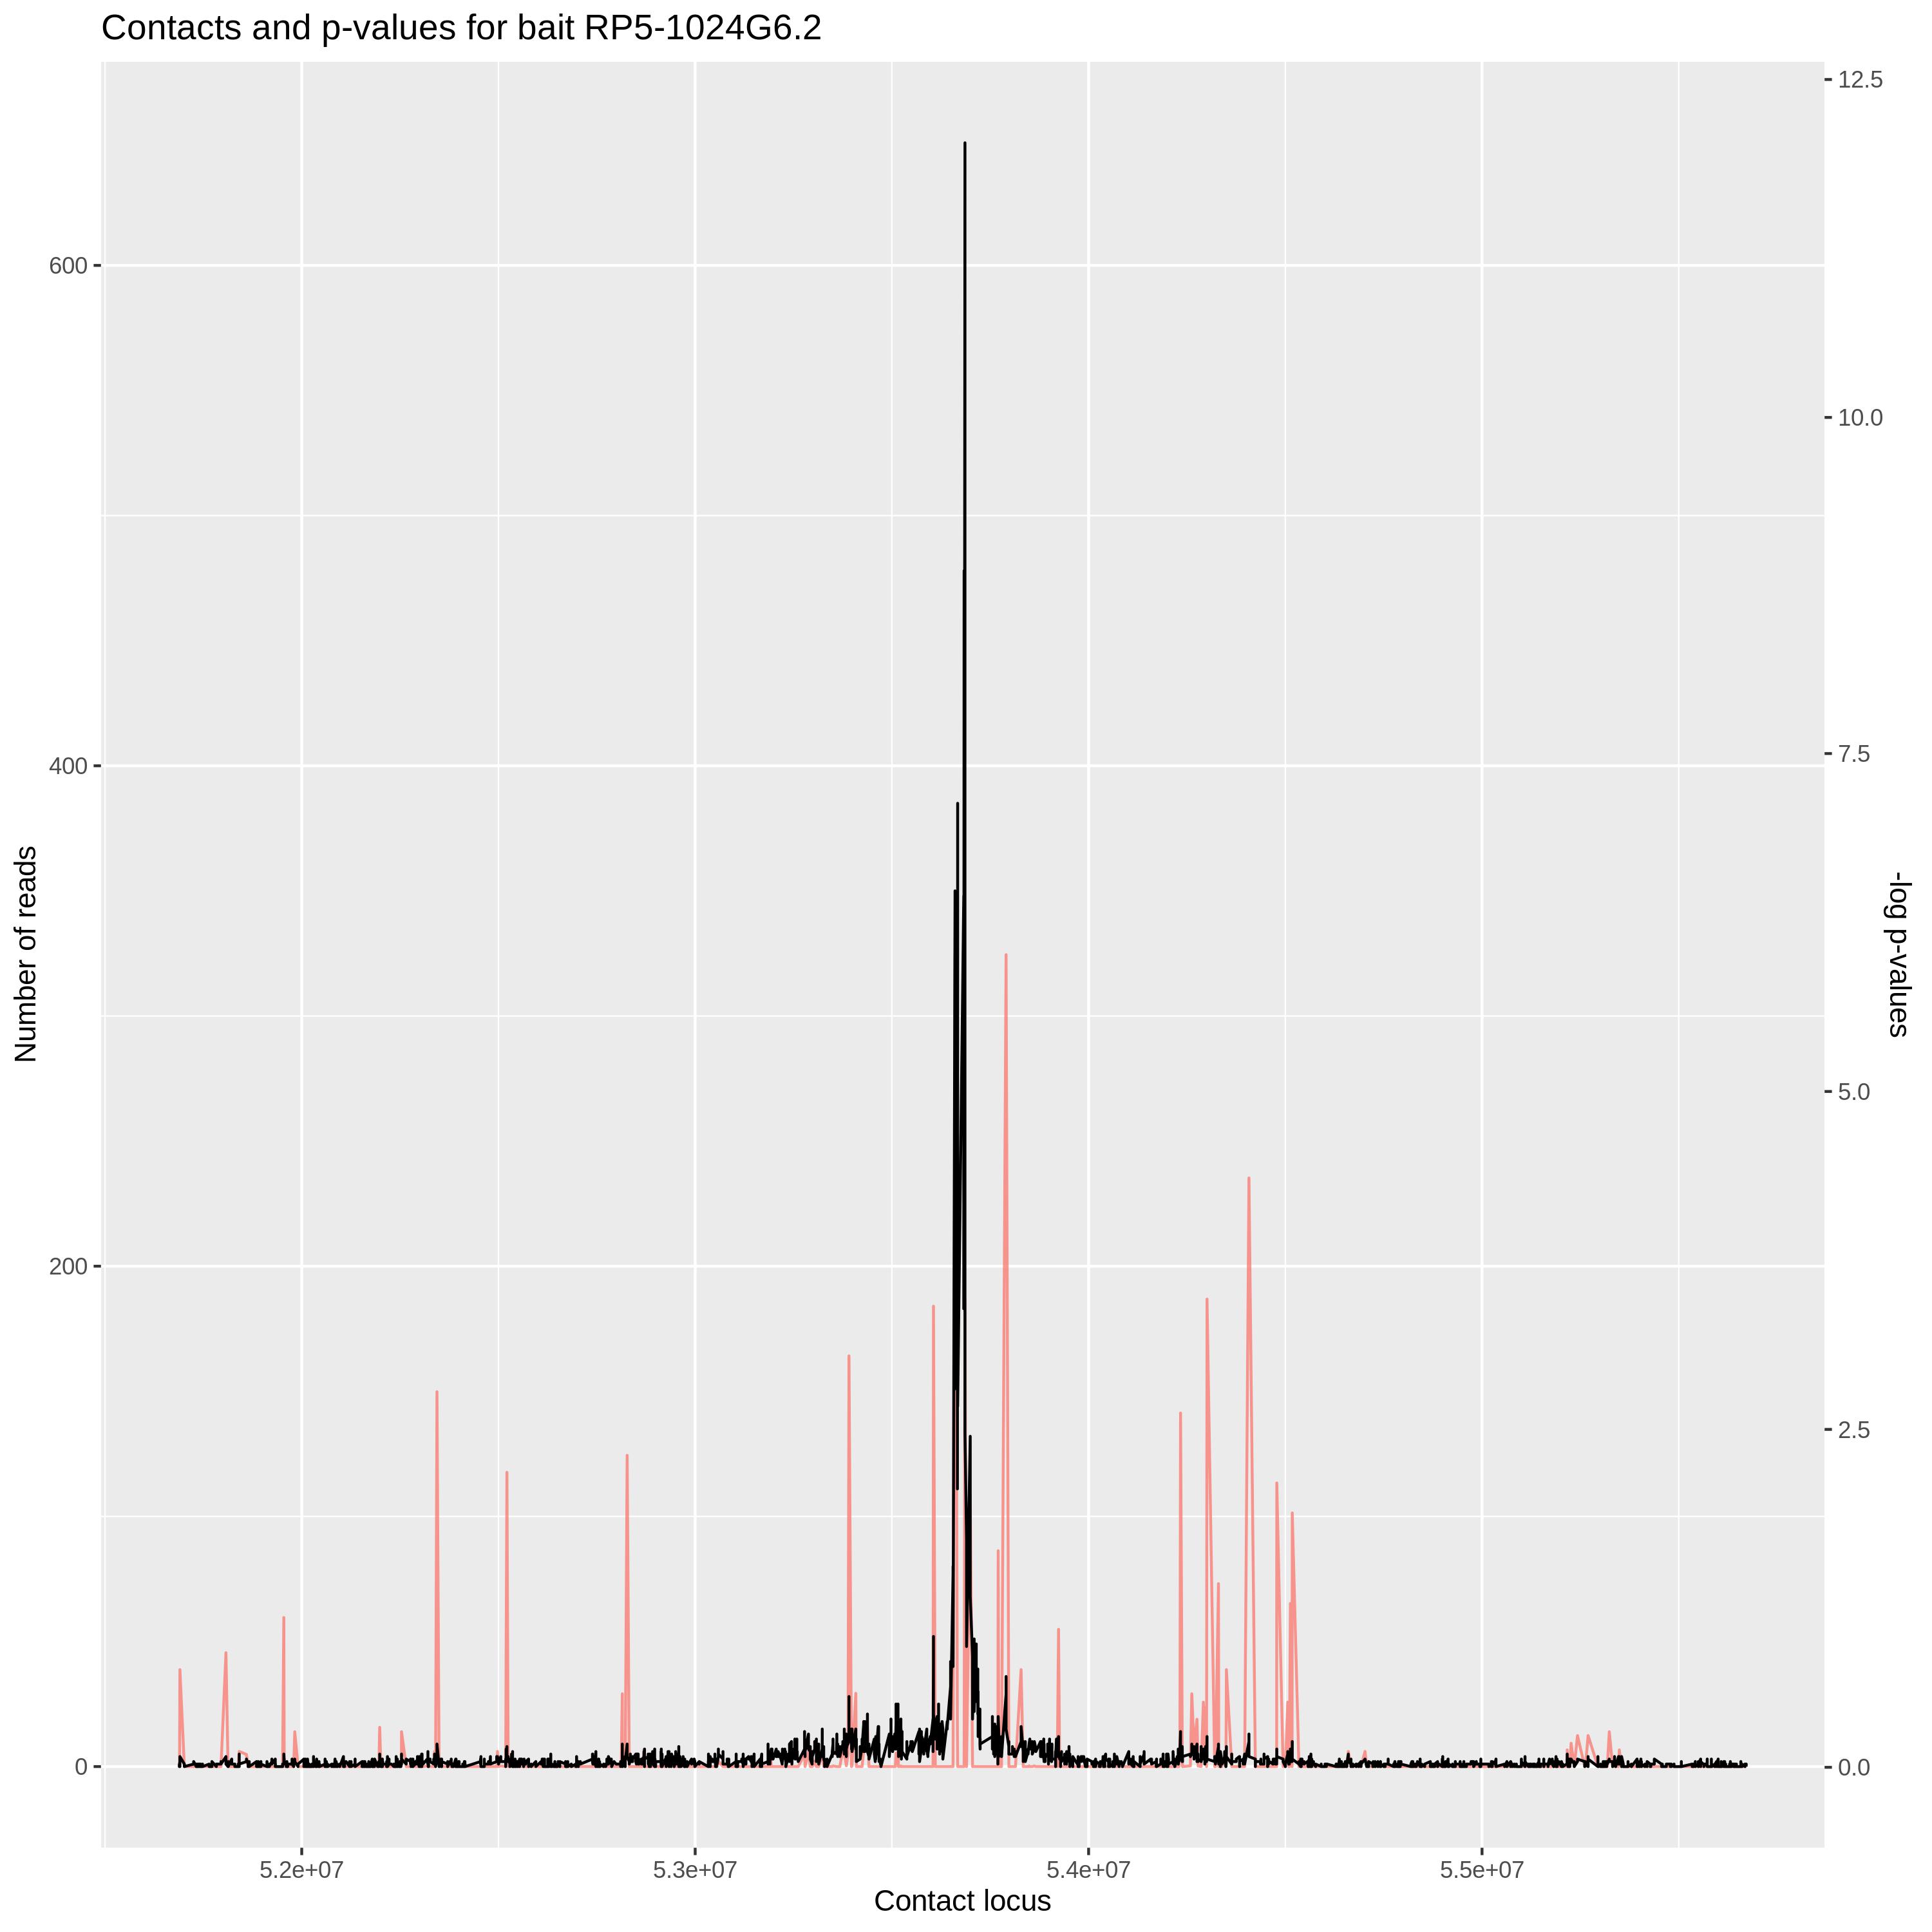 Contacts and p-values for bait RP5-1024G6.2
12.5
600
10.0
400
7.5
Number of reads
-log p-values
5.0
200
2.5
0
0.0
5.2e+07
5.3e+07
5.4e+07
5.5e+07
Contact locus